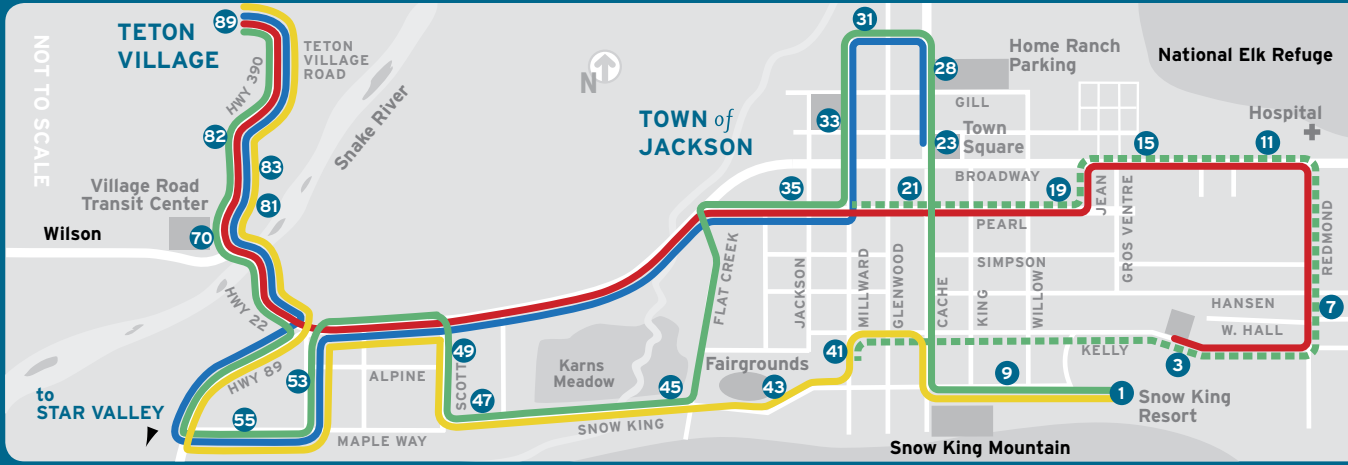 NOT TO SCALE
89
TETON
VILLAGE
TETON
VILLAGE
ROAD
HWY 390
Snake River
82
83
81
Village Road
Transit Center
70
Wilson
HWY 22
HWY 89
to
STAR VALLEY
53
55
ALPINE
MAPLE WAY
SCOTT
49
47
N
TOWN of
JACKSON
Karns
Meadow
45
SNOW KING
FLAT CREEK
Fairgrounds
43
41
31
33
35
28
Home Ranch
Parking
GILL
23
Town
Square
BROADWAY
21
19
PEARL
SIMPSON
JACKSON
MILLWARD
GLENWOOD
CACHE
KING
WILLOW
JEAN
GROS VENTRE
15
11
National Elk Refuge
Hospital
REDMOND
HANSEN
7
W. HALL
KELLY
3
9
1
Snow King
Resort
Snow King Mountain